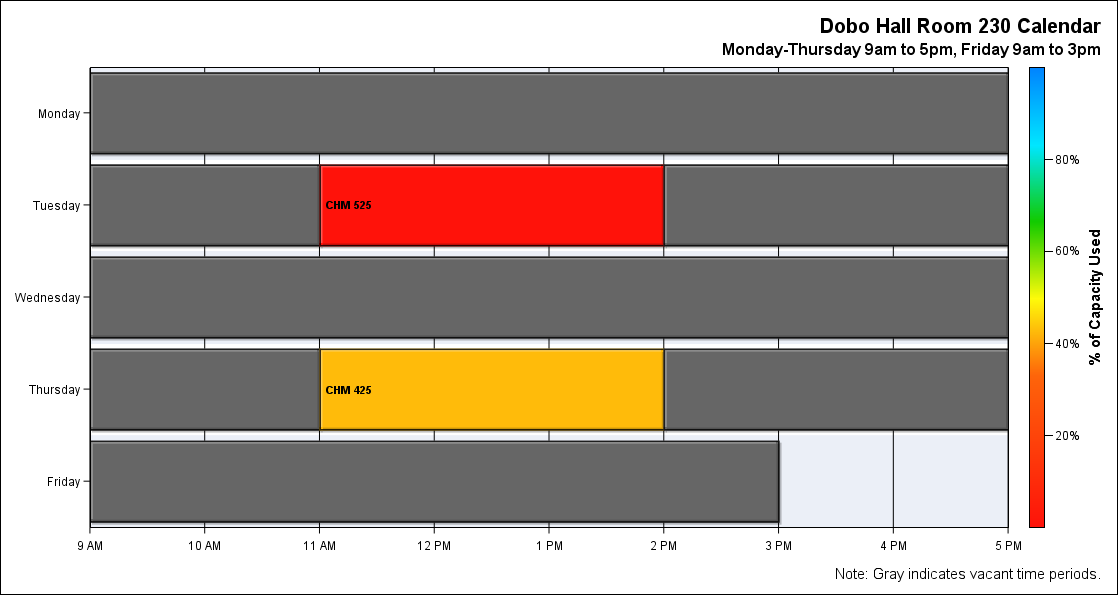 Dobo Hall Room 230 Calendar
Monday-Thursday 9am to 5pm, Friday 9am to 3pm
Monday
Tuesday
CHM 525
Wednesday
Thursday
CHM 425
Friday
9 AM 10 AM 11 AM 12 PM 1 PM 2 PM 3 PM 4 PM 5 PM
80%
60%
40%
20%
% of Capacity Used
Note: Gray indicates vacant time periods.